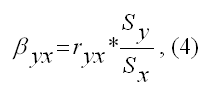 β_yx = r_yx * S_y / S_x , (4)